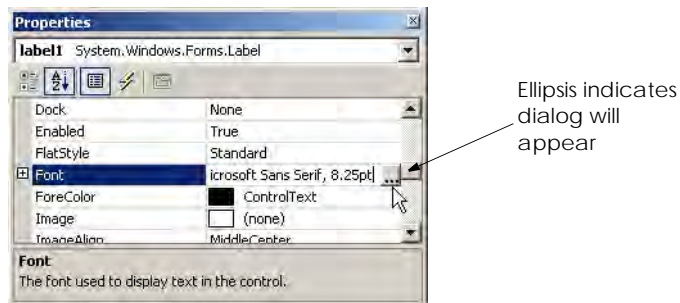 Properties
label1 System.Windows.Forms.Label
Dock None
Enabled True
FlatStyle Standard
Font icrosoft Sans Serif, 8.25pt ...
ForeColor ControlText
Image (none)
ImageAlign MiddleCenter
Font
The font used to display text in the control.
Ellipsis indicates
dialog will
appear